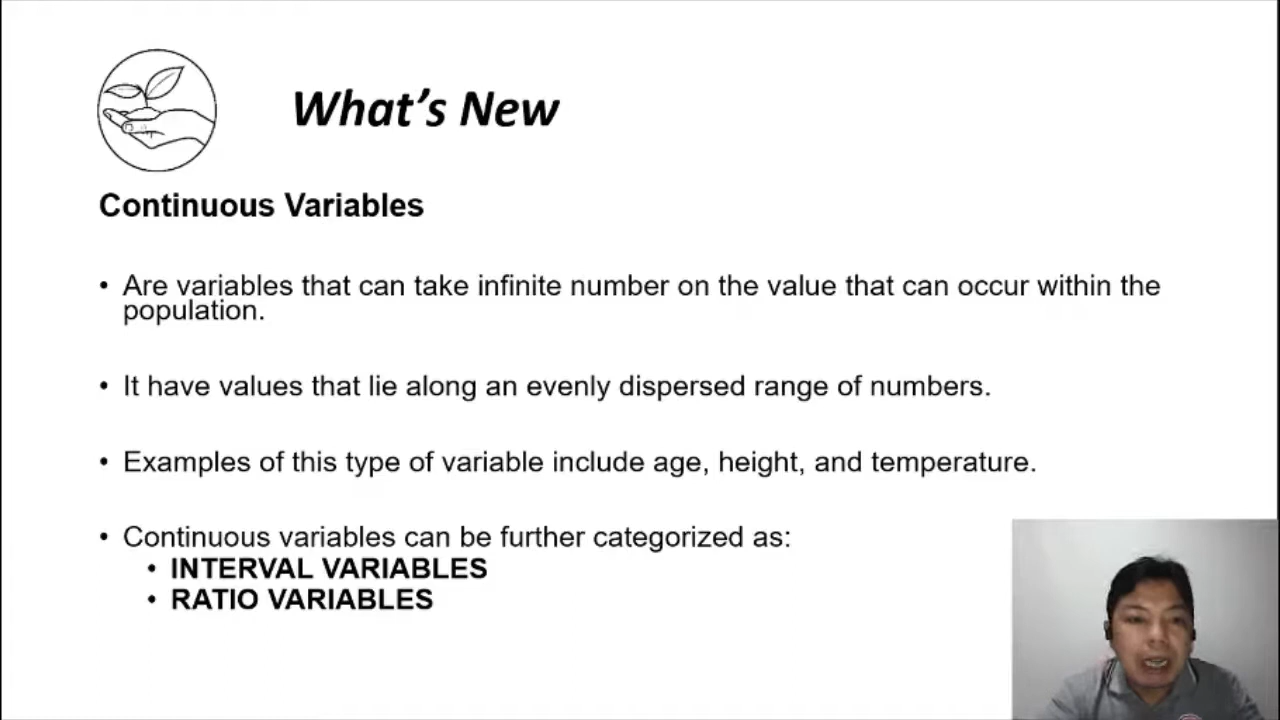 What's New
Continuous Variables
• Are variables that can take infinite number on the value that can occur within the
population.
• It have values that lie along an evenly dispersed range of numbers.
• Examples of this type of variable include age, height, and temperature.
• Continuous variables can be further categorized as:
• INTERVAL VARIABLES
• RATIO VARIABLES